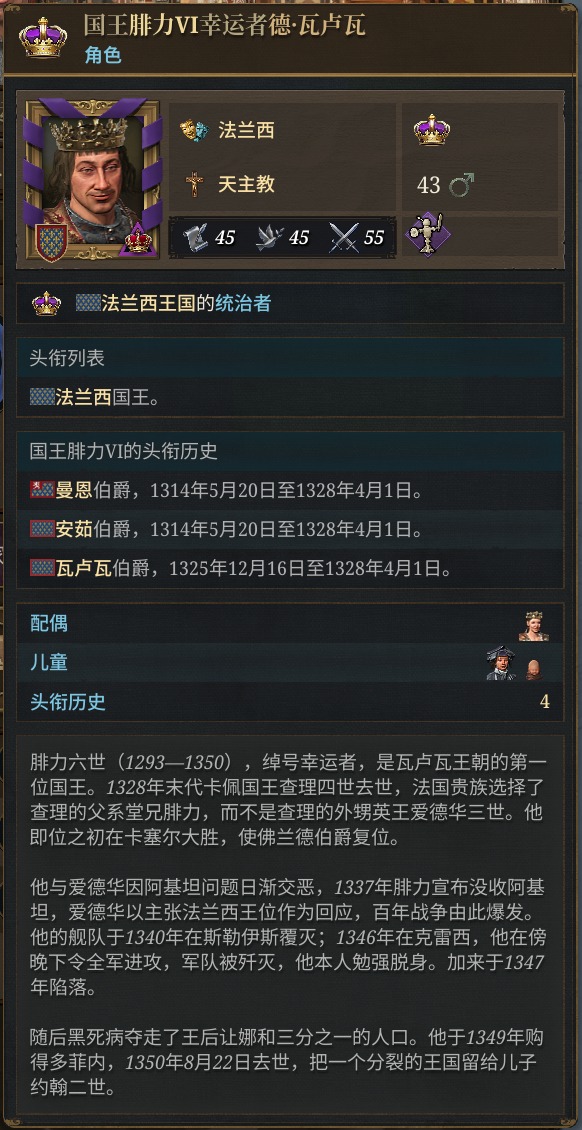 国王腓力VI幸运者德·瓦卢瓦
角色
法兰西
天主教
43
45 45 55
法兰西王国的统治者
头衔列表
法兰西国王。
国王腓力VI的头衔历史
曼恩伯爵，1314年5月20日至1328年4月1日。
安茹伯爵，1314年5月20日至1328年4月1日。
瓦卢瓦伯爵，1325年12月16日至1328年4月1日。
配偶
儿童
头衔历史 4
腓力六世（1293—1350），绰号幸运者，是瓦卢瓦王朝的第一
位国王。1328年末代卡佩国王查理四世去世，法国贵族选择了
查理的父系堂兄腓力，而不是查理的外甥英王爱德华三世。他
即位之初在卡塞尔大胜，使佛兰德伯爵复位。
他与爱德华因阿基坦问题日渐交恶，1337年腓力宣布没收阿基
坦，爱德华以主张法兰西王位作为回应，百年战争由此爆发。
他的舰队于1340年在斯勒伊斯覆灭；1346年在克雷西，他在傍
晚下令全军进攻，军队被歼灭，他本人勉强脱身。加来于1347
年陷落。
随后黑死病夺走了王后让娜和三分之一的人口。他于1349年购
得多菲内，1350年8月22日去世，把一个分裂的王国留给儿子
约翰二世。